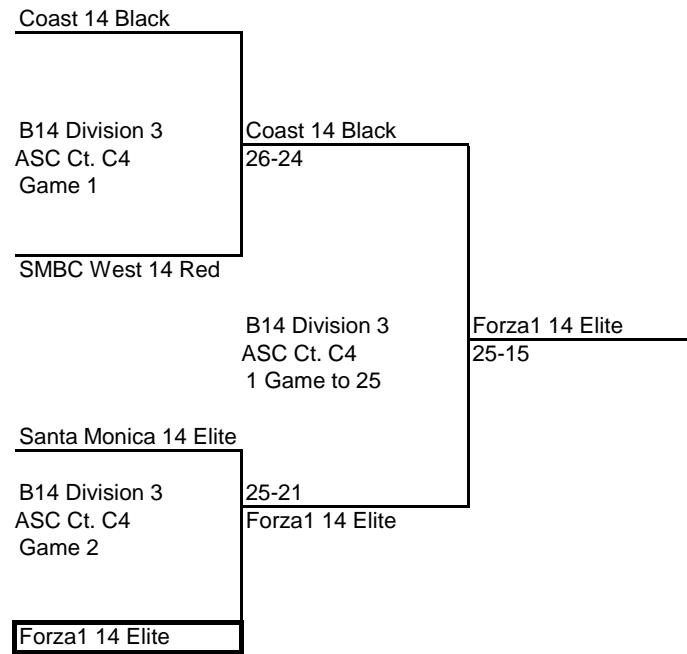 Coast 14 Black
B14 Division 3
ASC Ct. C4
Game 1
Coast 14 Black
26-24
SMBC West 14 Red
B14 Division 3
ASC Ct. C4
1 Game to 25
Forza1 14 Elite
25-15
Santa Monica 14 Elite
B14 Division 3
ASC Ct. C4
Game 2
25-21
Forza1 14 Elite
Forza1 14 Elite